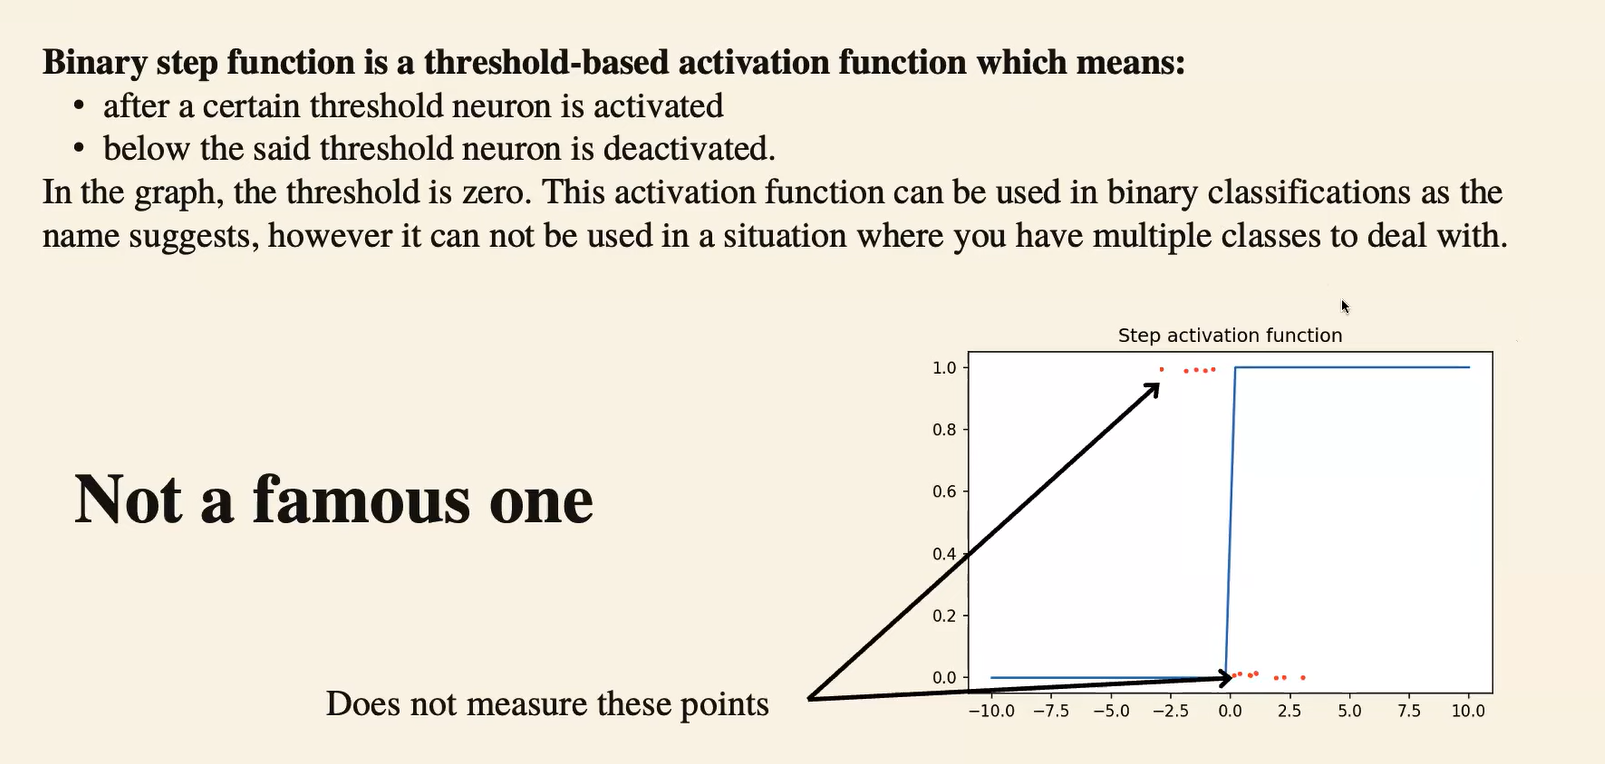 Binary step function is a threshold-based activation function which means:
• after a certain threshold neuron is activated
• below the said threshold neuron is deactivated.
In the graph, the threshold is zero. This activation function can be used in binary classifications as the
name suggests, however it can not be used in a situation where you have multiple classes to deal with.
Step activation function
1.0
0.8
0.6
0.4
0.2
0.0
−10.0 −7.5 −5.0 −2.5 0.0 2.5 5.0 7.5 10.0
Not a famous one
Does not measure these points